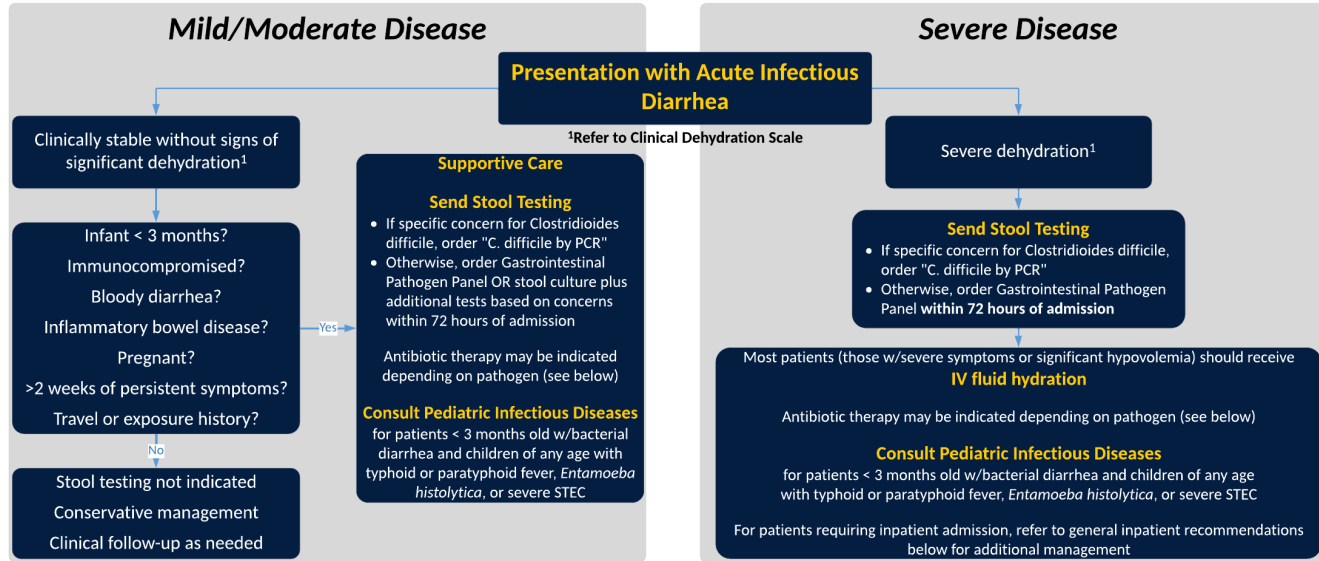 Mild/Moderate Disease
Severe Disease
Presentation with Acute Infectious
Diarrhea
¹Refer to Clinical Dehydration Scale
Clinically stable without signs of
significant dehydration¹
Infant < 3 months?
Immunocompromised?
Bloody diarrhea?
Inflammatory bowel disease?
Pregnant?
>2 weeks of persistent symptoms?
Travel or exposure history?
Yes
No
Stool testing not indicated
Conservative management
Clinical follow-up as needed
Supportive Care
Send Stool Testing
• If specific concern for Clostridioides
difficile, order "C. difficile by PCR"
• Otherwise, order Gastrointestinal
Pathogen Panel OR stool culture plus
additional tests based on concerns
within 72 hours of admission
Antibiotic therapy may be indicated
depending on pathogen (see below)
Consult Pediatric Infectious Diseases
for patients < 3 months old w/bacterial
diarrhea and children of any age with
typhoid or paratyphoid fever, Entamoeba
histolytica, or severe STEC
Severe dehydration¹
Send Stool Testing
• If specific concern for Clostridioides difficile,
order "C. difficile by PCR"
• Otherwise, order Gastrointestinal Pathogen
Panel within 72 hours of admission
Most patients (those w/severe symptoms or significant hypovolemia) should receive
IV fluid hydration
Antibiotic therapy may be indicated depending on pathogen (see below)
Consult Pediatric Infectious Diseases
for patients < 3 months old w/bacterial diarrhea and children of any age
with typhoid or paratyphoid fever, Entamoeba histolytica, or severe STEC
For patients requiring inpatient admission, refer to general inpatient recommendations
below for additional management